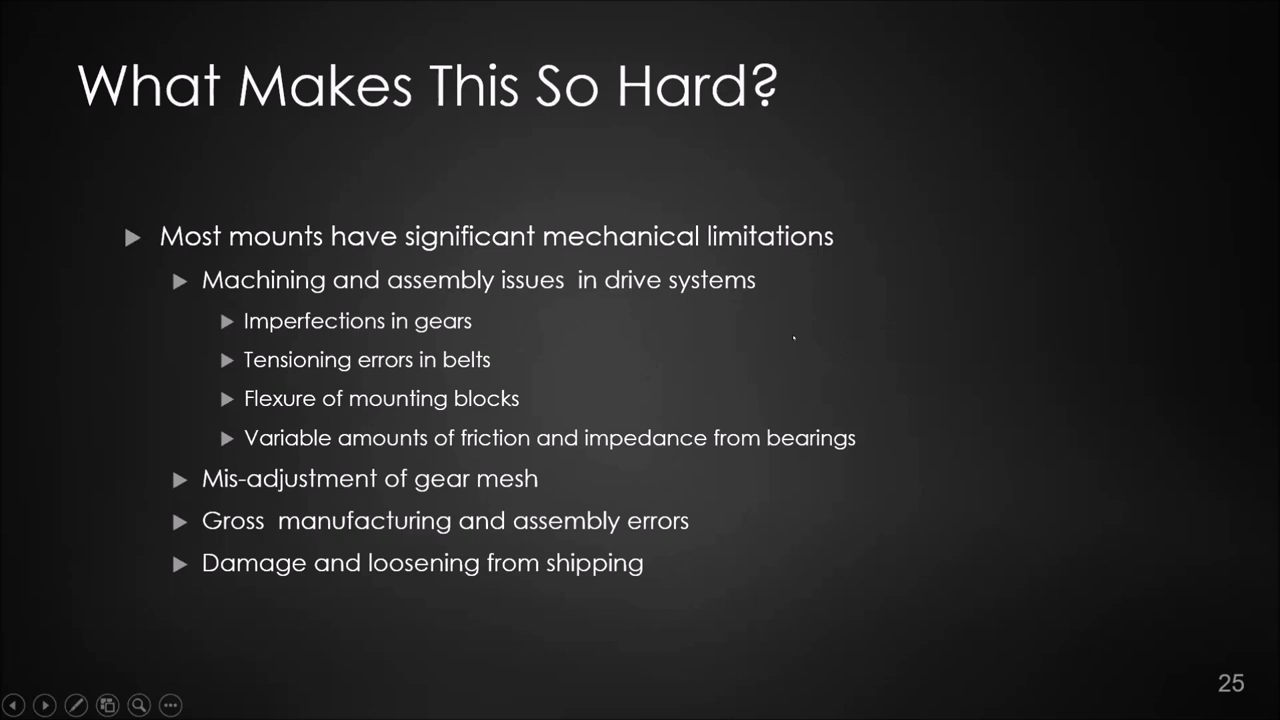 What Makes This So Hard?
Most mounts have significant mechanical limitations
Machining and assembly issues  in drive systems
Imperfections in gears
Tensioning errors in belts
Flexure of mounting blocks
Variable amounts of friction and impedance from bearings
Mis-adjustment of gear mesh
Gross  manufacturing and assembly errors
Damage and loosening from shipping
25